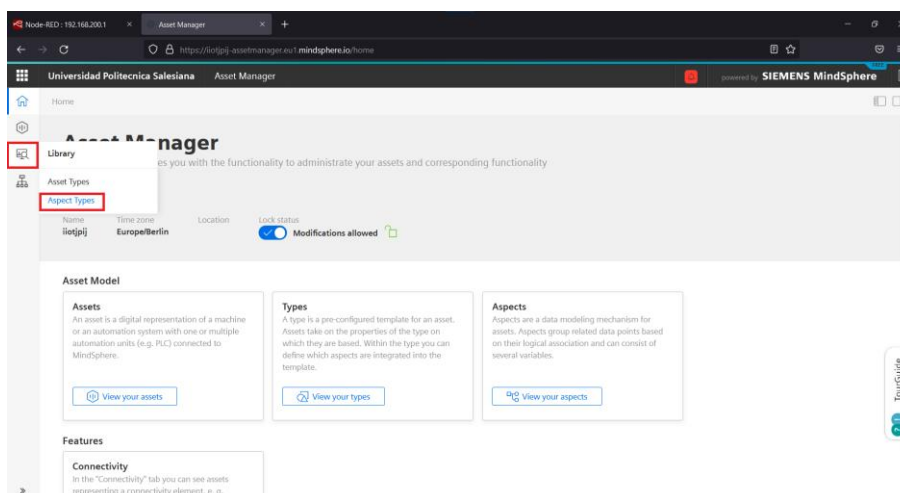 Node-RED : 192.168.200.1
Asset Manager
https://iiotjpij-assetmanager.eu1.mindsphere.io/home
Universidad Politecnica Salesiana Asset Manager
powered by SIEMENS MindSphere
Home
Asset Manager
Library
es you with the functionality to administrate your assets and corresponding functionality
Asset Types
Aspect Types
Name Time zone Location Lock status
iiotjpij Europe/Berlin Modifications allowed
Asset Model
Assets
An asset is a digital representation of a machine
or an automation system with one or multiple
automation units (e.g. PLC) connected to
MindSphere.
View your assets
Types
A type is a pre-configured template for an asset.
Assets take on the properties of the type on
which they are based. Within the type you can
define which aspects are integrated into the
template.
View your types
Aspects
Aspects are a data modeling mechanism for
assets. Aspects group related data points based
on their logical association and can consist of
several variables.
View your aspects
TourGuide
Features
Connectivity
In the "Connectivity" tab you can see assets
representing a connectivity element, e. g.